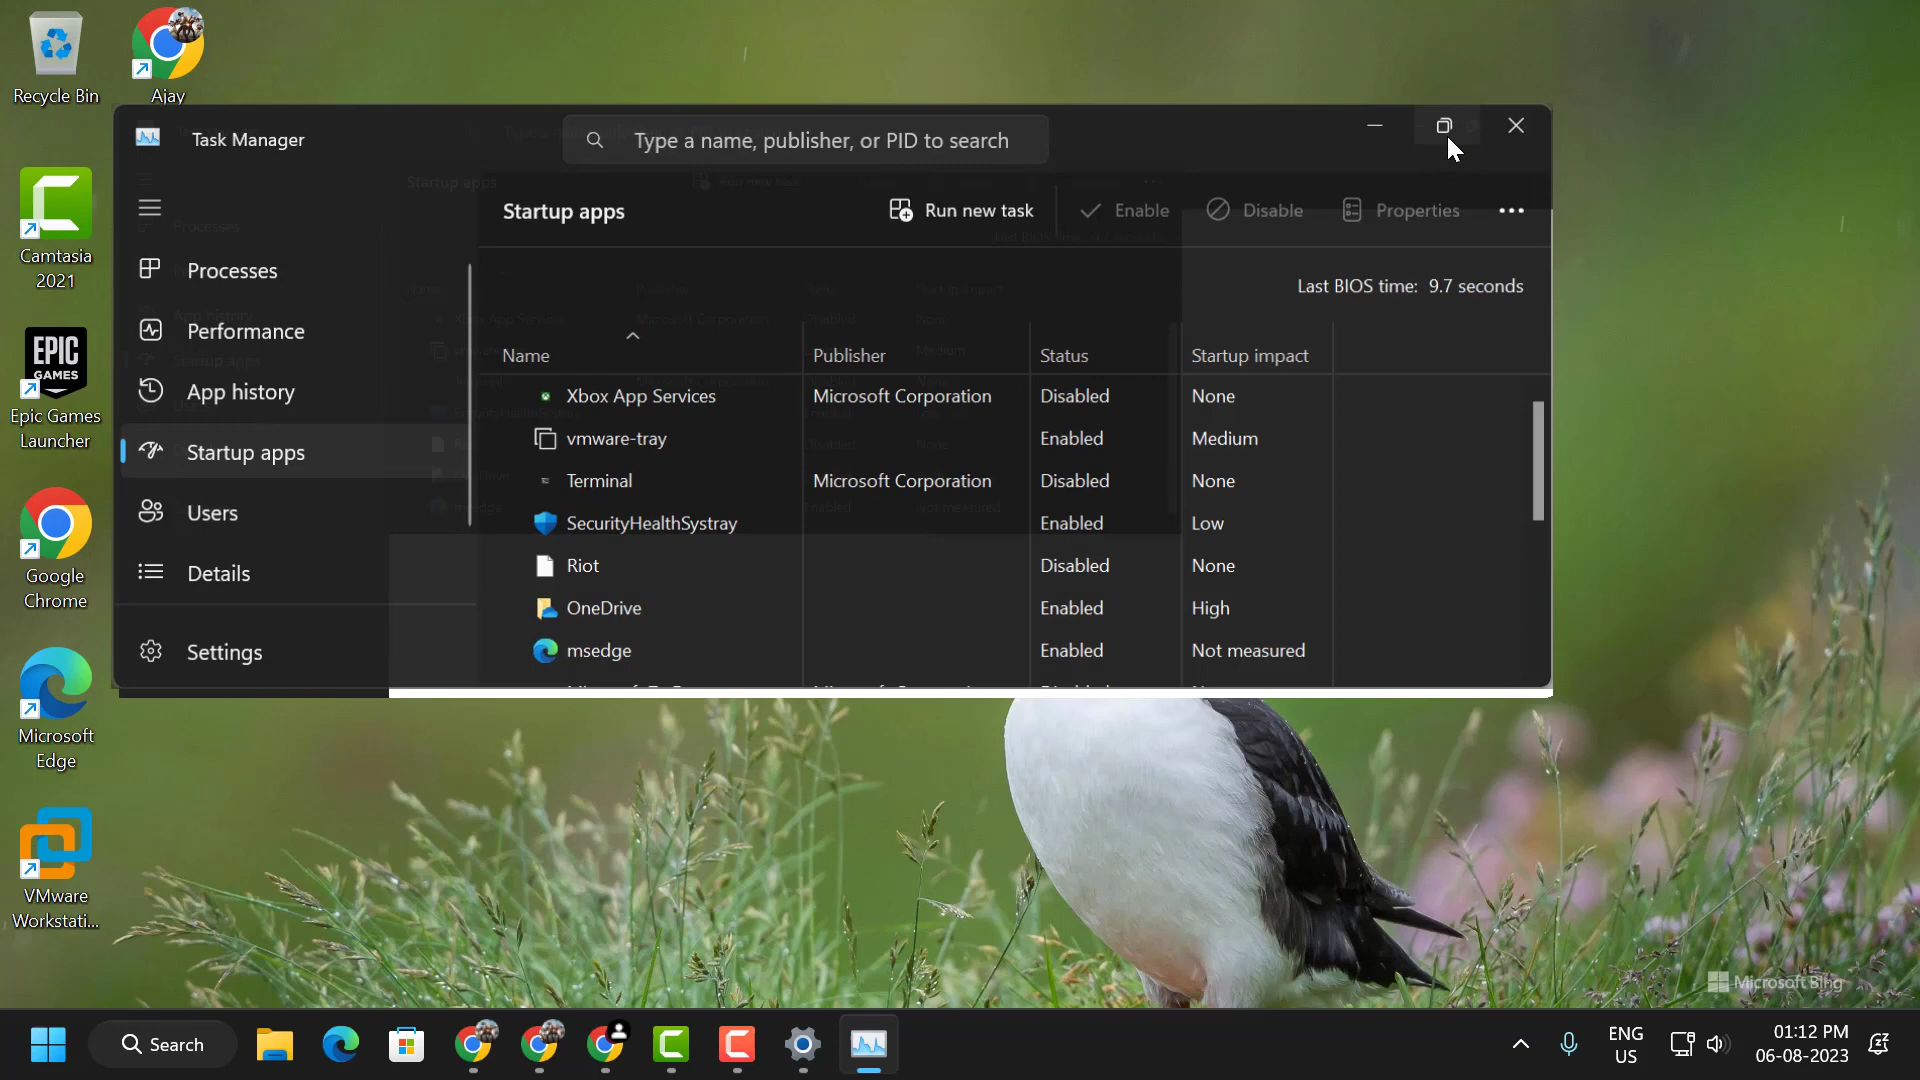 Recycle Bin
Ajay
Camtasia
2021
EPIC
GAMES
Epic Games
Launcher
Google
Chrome
Microsoft
Edge
VMware
Workstati...
Task Manager
Type a name, publisher, or PID to search
Startup apps
Run new task
Enable
Disable
Properties
Processes
Performance
App history
Startup apps
Users
Details
Settings
Last BIOS time: 9.7 seconds
Name Publisher Status Startup impact
Xbox App Services Microsoft Corporation Disabled None
vmware-tray Enabled Medium
Terminal Microsoft Corporation Disabled None
SecurityHealthSystray Enabled Low
Riot Disabled None
OneDrive Enabled High
msedge Enabled Not measured
Microsoft Bing
Search
ENG
US
01:12 PM
06-08-2023